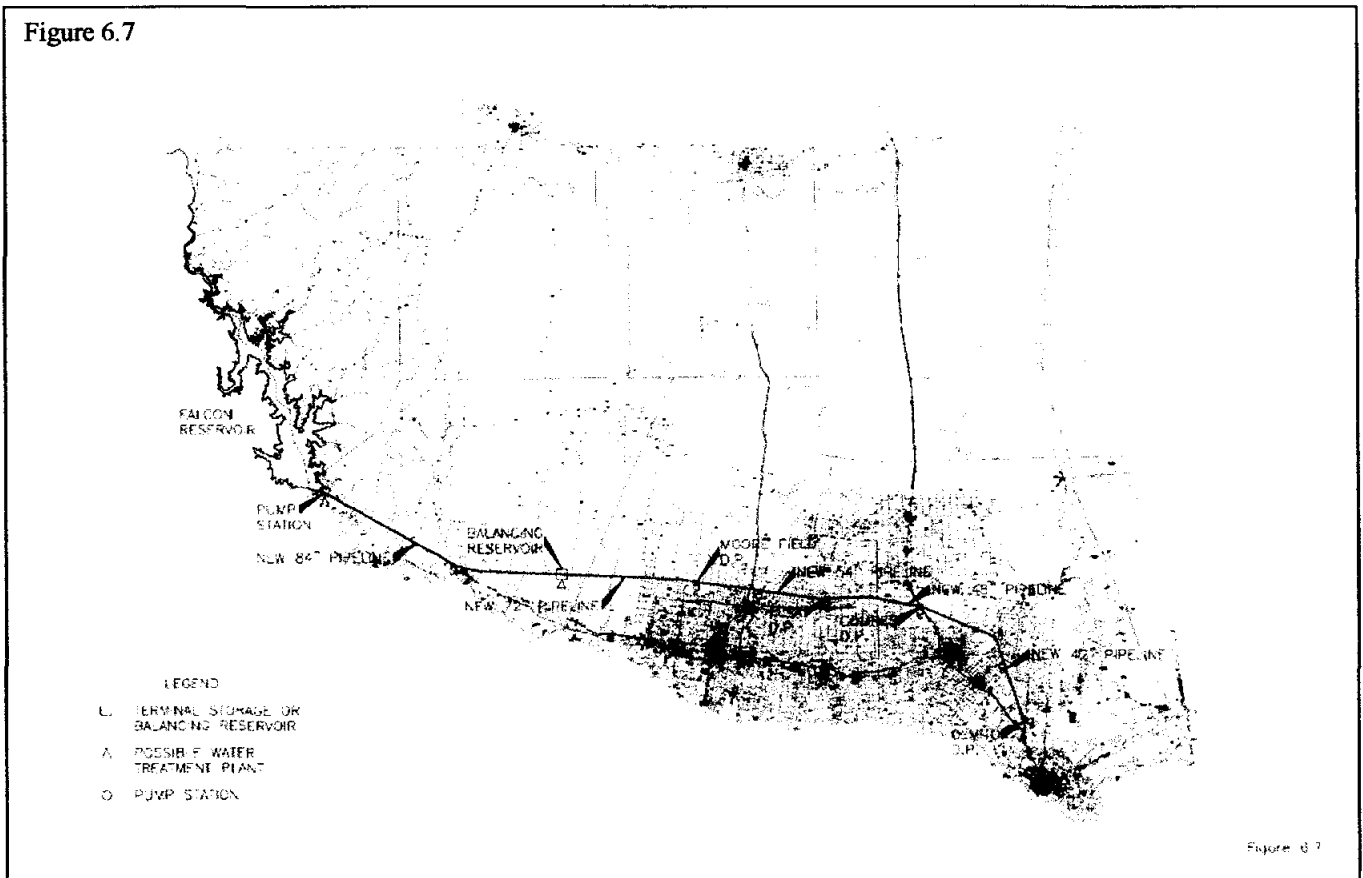 Figure 6.7
FALCON
RESERVOIR
PUMP
STATION
NEW 84" PIPELINE
BALANCING
RESERVOIR
NEW 72" PIPELINE
MOORE FIELD
D.P.
NEW 54" PIPELINE
D.P.
D.P.
NEW 48" PIPELINE
NEW PIPELINE
D.P.
LEGEND
TERMINAL STORAGE OR
BALANCING RESERVOIR
POSSIBLE WATER
TREATMENT PLANT
PUMP STATION
Figure 6.7